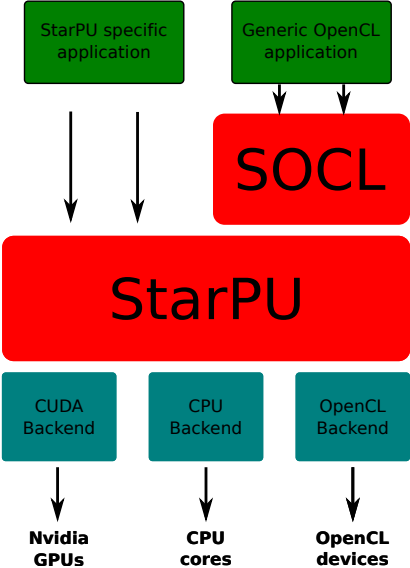 StarPU specific
application
Generic OpenCL
application
SOCL
StarPU
CUDA
Backend
CPU
Backend
OpenCL
Backend
Nvidia
GPUs
CPU
cores
OpenCL
devices